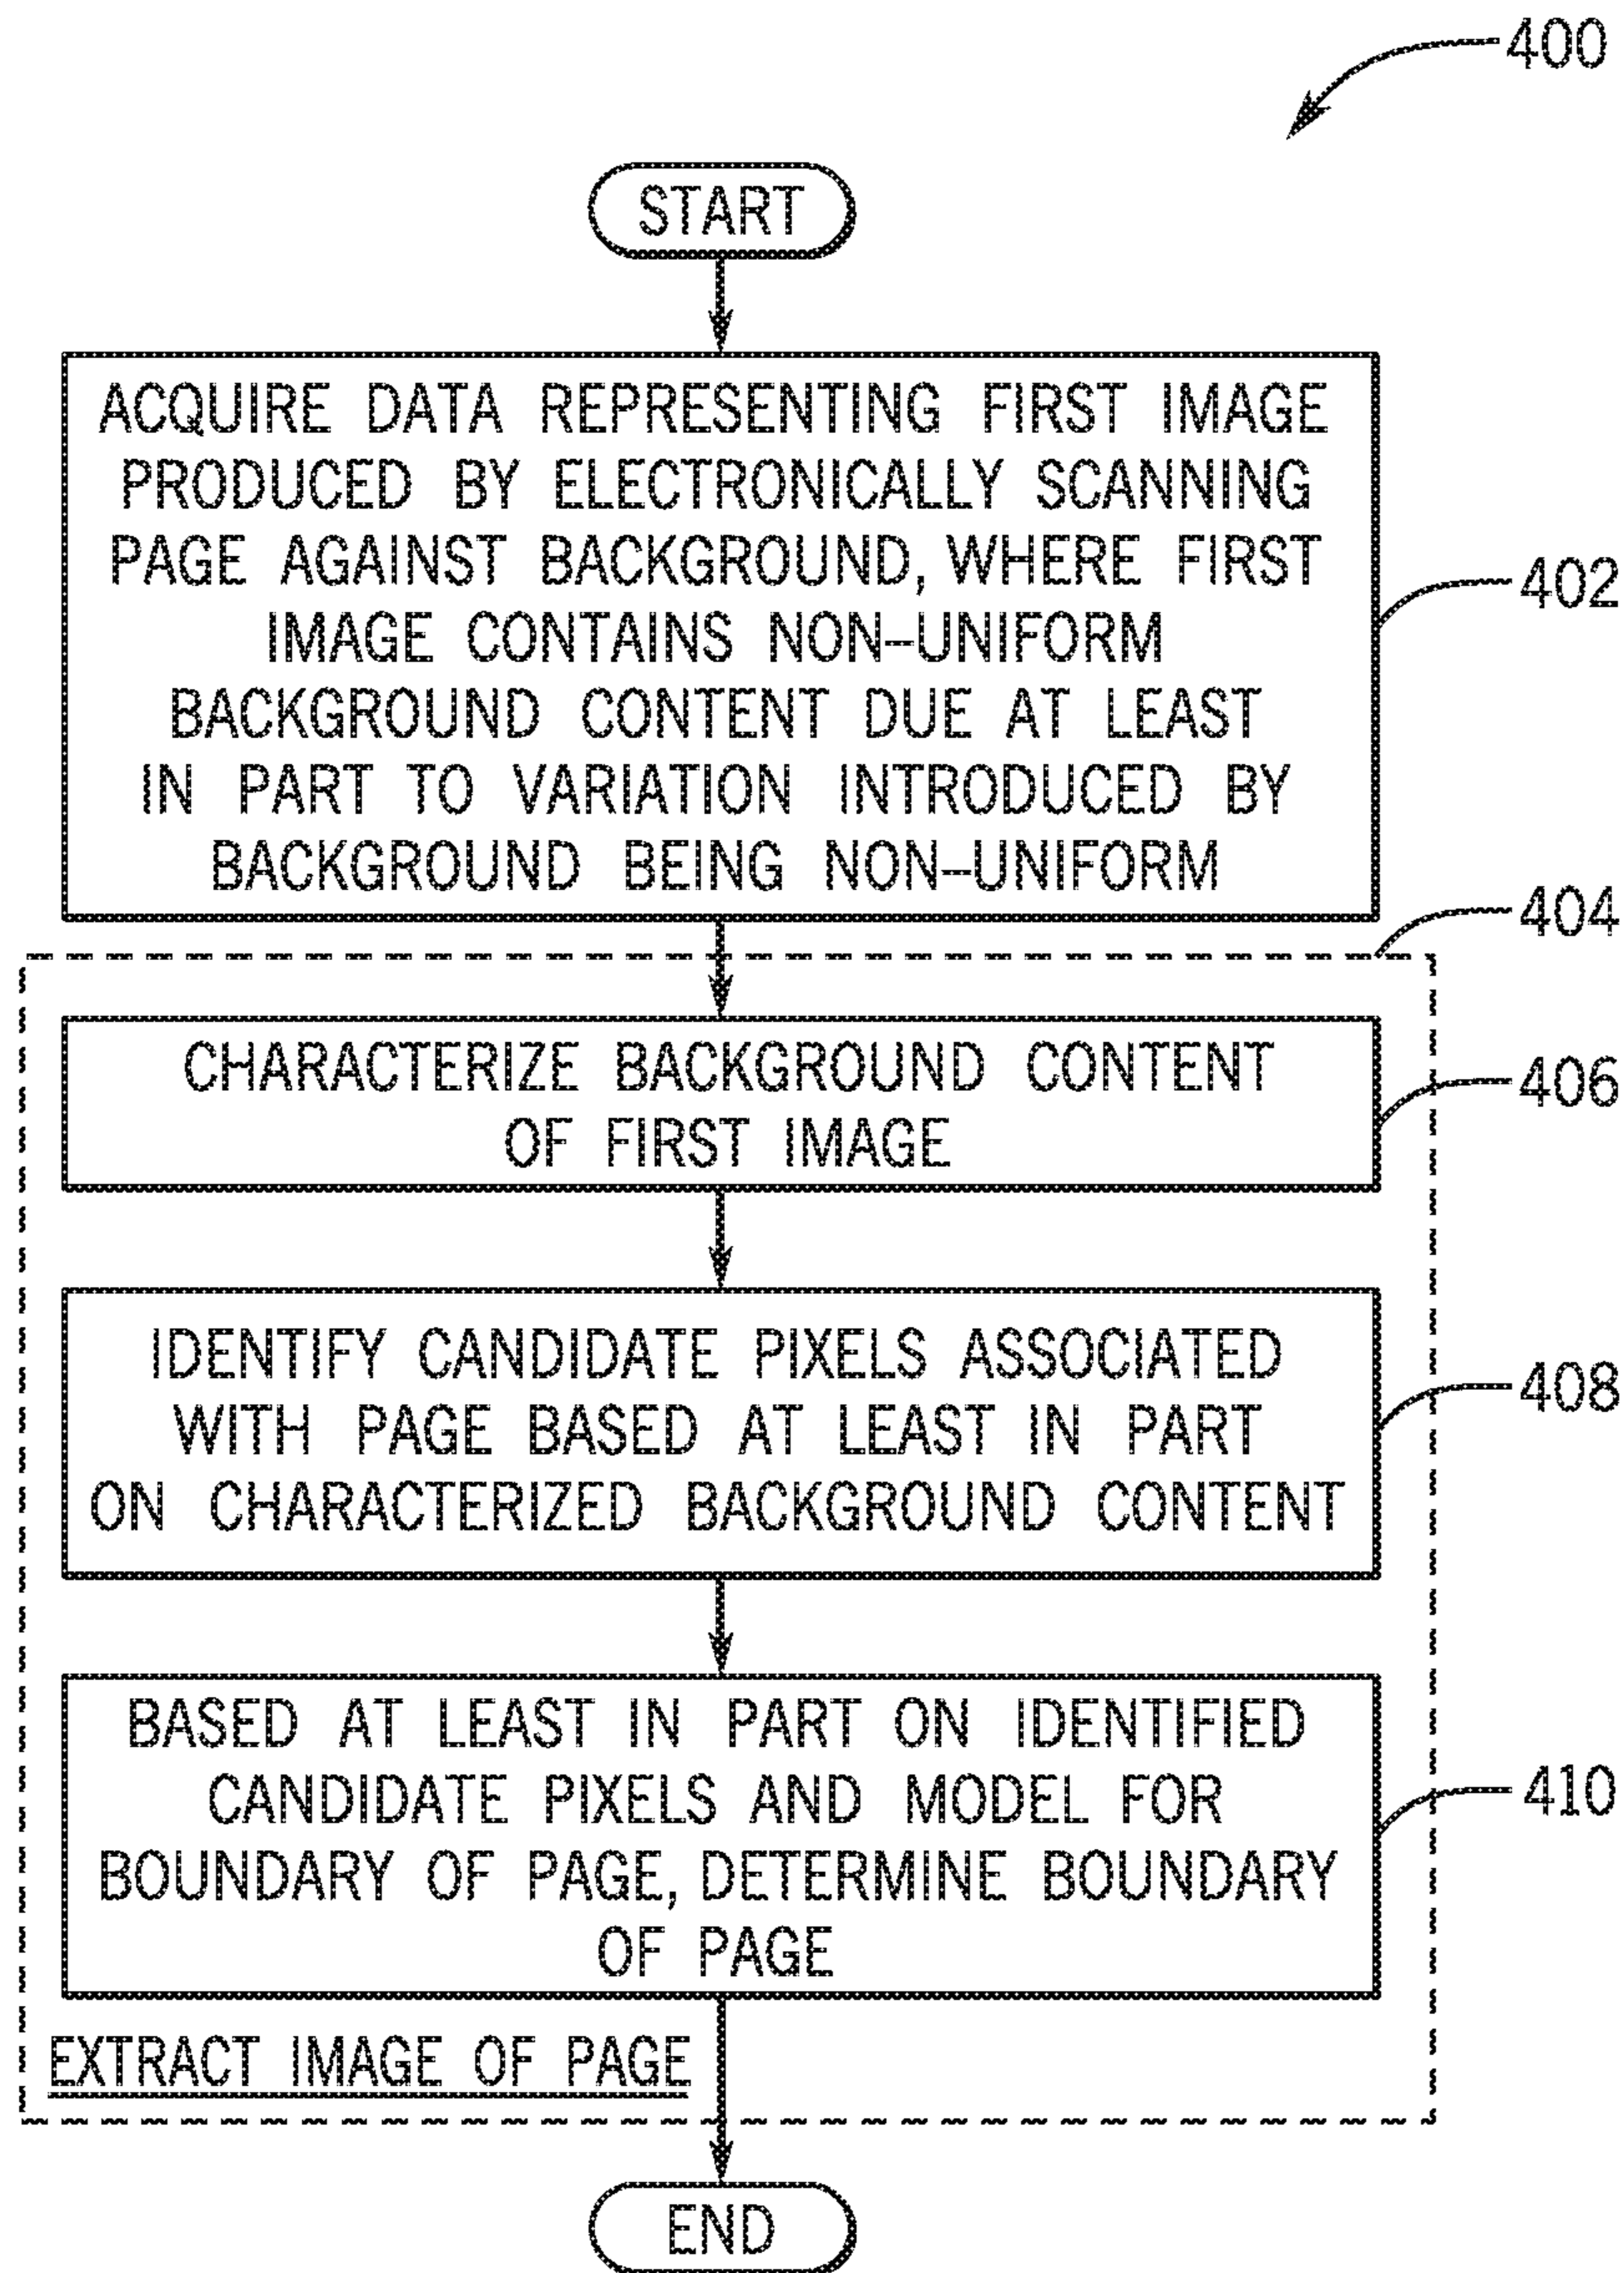 400
START
ACQUIRE DATA REPRESENTING FIRST IMAGE
PRODUCED BY ELECTRONICALLY SCANNING
PAGE AGAINST BACKGROUND, WHERE FIRST
IMAGE CONTAINS NON-UNIFORM
BACKGROUND CONTENT DUE AT LEAST
IN PART TO VARIATION INTRODUCED BY
BACKGROUND BEING NON-UNIFORM
402
404
CHARACTERIZE BACKGROUND CONTENT
OF FIRST IMAGE
406
IDENTIFY CANDIDATE PIXELS ASSOCIATED
WITH PAGE BASED AT LEAST IN PART
ON CHARACTERIZED BACKGROUND CONTENT
408
BASED AT LEAST IN PART ON IDENTIFIED
CANDIDATE PIXELS AND MODEL FOR
BOUNDARY OF PAGE, DETERMINE BOUNDARY
OF PAGE
410
EXTRACT IMAGE OF PAGE
END